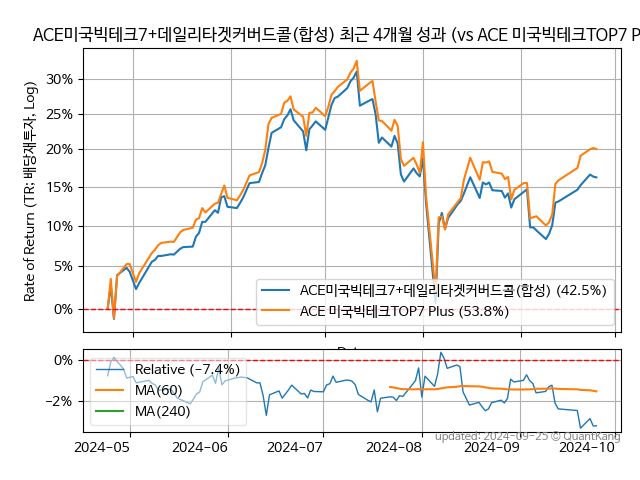 ACE미국빅테크7+데일리타겟커버드콜(합성) 최근 4개월 성과 (vs ACE 미국빅테크TOP7 P
Rate of Return (TR: 배당재투자, Log)
30%
25%
20%
15%
10%
5%
0%
ACE미국빅테크7+데일리타겟커버드콜(합성) (42.5%)
ACE 미국빅테크TOP7 Plus (53.8%)
0%
−2%
Relative (−7.4%)
MA(60)
MA(240)
2024-05
2024-06
2024-07
2024-08
2024-09
2024-10
updated: 2024-09-25 © QuantKang